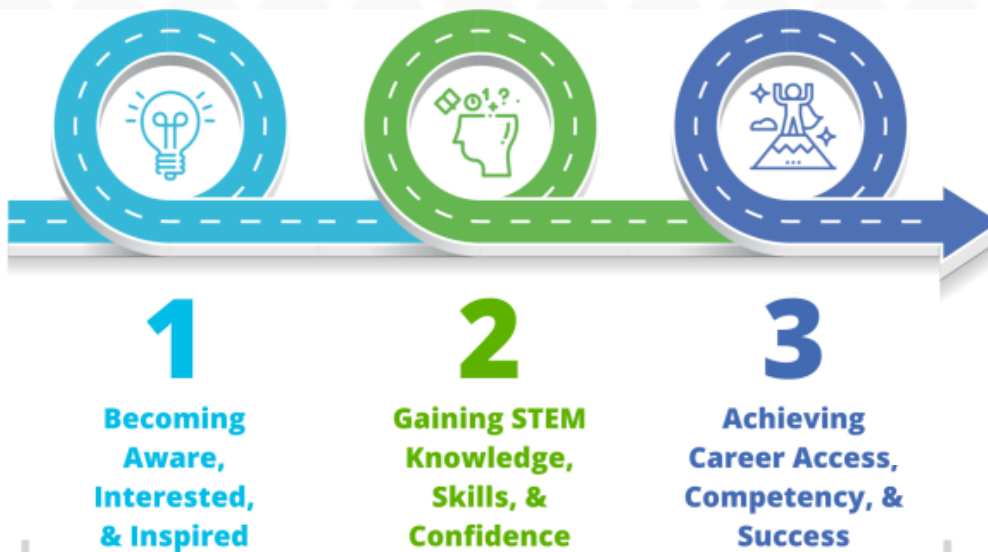 1
Becoming
Aware,
Interested,
& Inspired
2
Gaining STEM
Knowledge,
Skills, &
Confidence
3
Achieving
Career Access,
Competency, &
Success